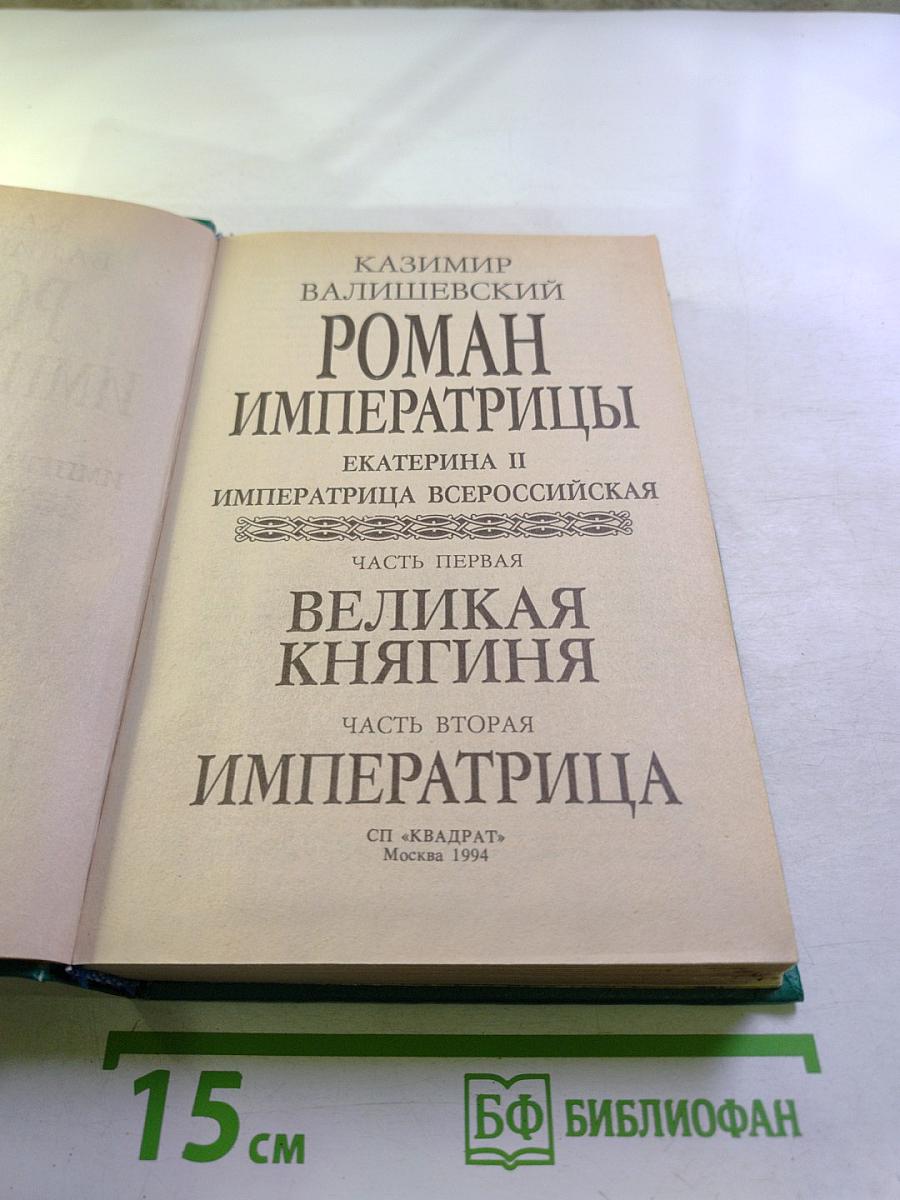 КАЗИМИР
ВАЛИШЕВСКИЙ
РОМАН
ИМПЕРАТРИЦЫ
ЕКАТЕРИНА II
ИМПЕРАТРИЦА ВСЕРОССИЙСКАЯ
ЧАСТЬ ПЕРВАЯ
ВЕЛИКАЯ
КНЯГИНЯ
ЧАСТЬ ВТОРАЯ
ИМПЕРАТРИЦА
СП «КВАДРАТ»
Москва 1994
15 см
БФ БИБЛИОФАН